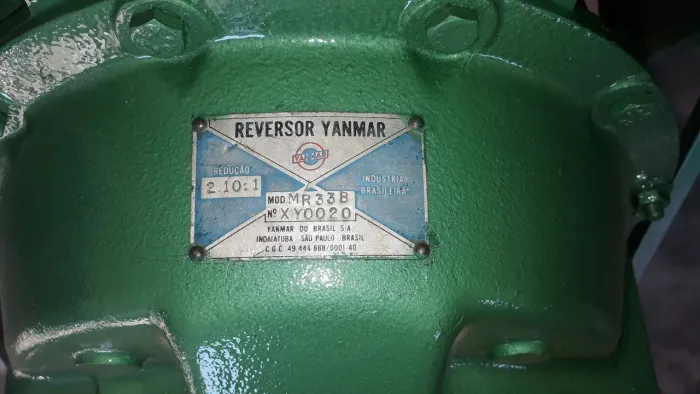 REVERSOR YANMAR
YANMAR
REDUÇÃO
2.10:1
INDÚSTRIA
BRASILEIRA
MOD. MR33B
Nº XY0020
YANMAR DO BRASIL S/A
INDAIATUBA - SÃO PAULO - BRASIL
C.G.C. 49.444.888/0001-40